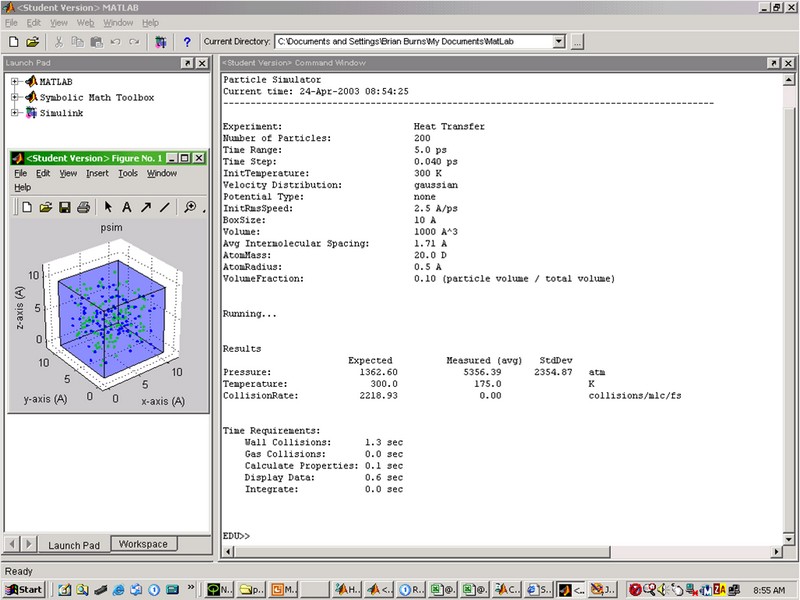 <Student Version> MATLAB
File Edit View Web Window Help
Current Directory: C:\Documents and Settings\Brian Burns\My Documents\MatLab
...
Launch Pad
MATLAB
Symbolic Math Toolbox
Simulink
<Student Version> Figure No. 1
File Edit View Insert Tools Window
Help
psim
10
5
0
z-axis (A)
10
5
0
y-axis (A)
0
5
10
x-axis (A)
Launch Pad Workspace
<Student Version> Command Window
Particle Simulator
Current time: 24-Apr-2003 08:54:25
Experiment: Heat Transfer
Number of Particles: 200
Time Range: 5.0 ps
Time Step: 0.040 ps
InitTemperature: 300 K
Velocity Distribution: gaussian
Potential Type: none
InitRmsSpeed: 2.5 A/ps
BoxSize: 10 A
Volume: 1000 A^3
Avg Intermolecular Spacing: 1.71 A
AtomMass: 20.0 D
AtomRadius: 0.5 A
VolumeFraction: 0.10 (particle volume / total volume)
Running...
Results
Expected Measured (avg) StdDev
Pressure: 1362.60 5356.39 2354.87 atm
Temperature: 300.0 175.0 K
CollisionRate: 2218.93 0.00 collisions/mlc/fs
Time Requirements:
Wall Collisions: 1.3 sec
Gas Collisions: 0.0 sec
Calculate Properties: 0.1 sec
Display Data: 0.6 sec
Integrate: 0.0 sec
EDU>>
Ready
Start » N... p... M... H... <... R... @... @... C... S... <... J... 8:55 AM